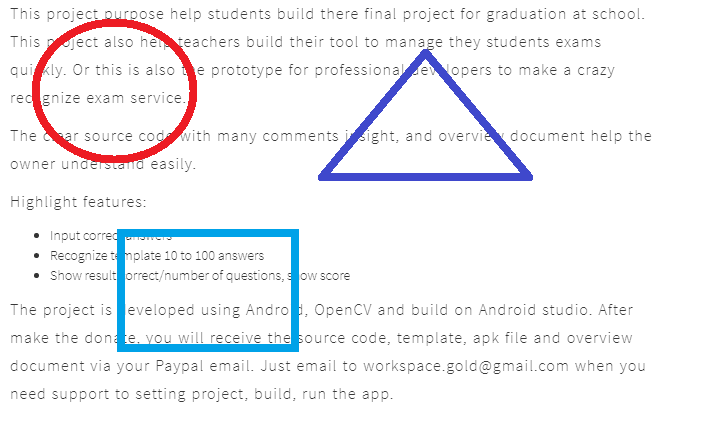 This project purpose help students build there final project for graduation at school.
This project also help teachers build their tool to manage they students exams
quickly. Or this is also the prototype for professional developers to make a crazy
recognize exam service.
The clear source code with many comments insight, and overview document help the
owner understand easily.
Highlight features:
Input correct answers
Recognize template 10 to 100 answers
Show result correct/number of questions, show score
The project is developed using Android, OpenCV and build on Android studio. After
make the donate, you will receive the source code, template, apk file and overview
document via your Paypal email. Just email to workspace.gold@gmail.com when you
need support to setting project, build, run the app.